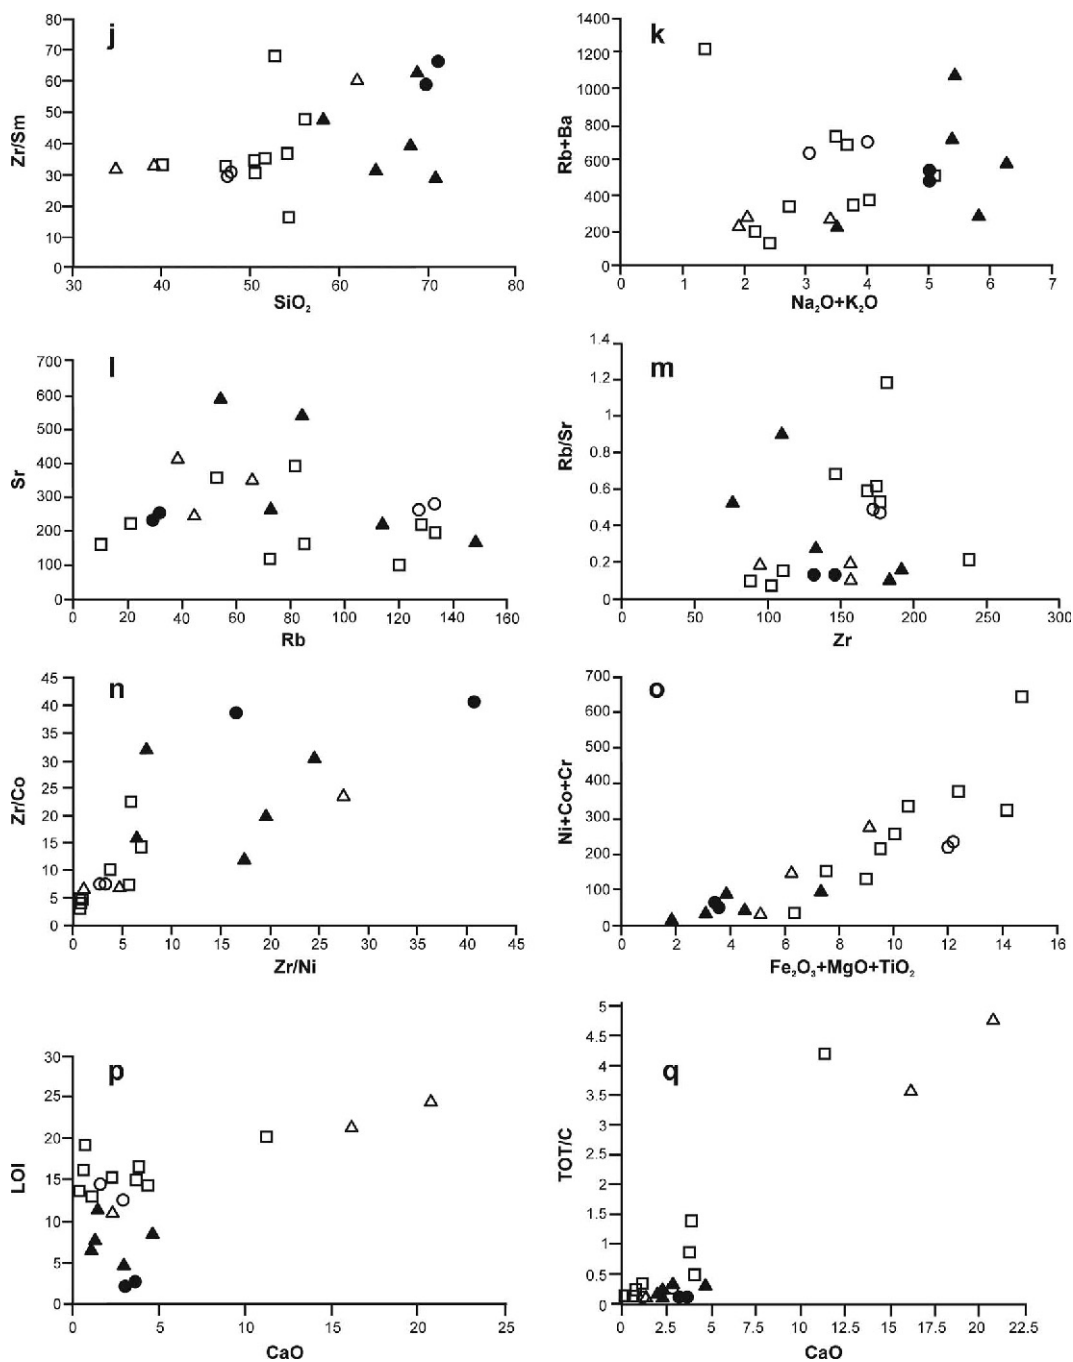 j
80
70
60
50
40
30
20
10
0
Zr/Sm
30 40 50 60 70 80
SiO₂
k
1400
1200
1000
800
600
400
200
0
Rb+Ba
1 2 3 4 5 6 7
Na₂O+K₂O
l
700
600
500
400
300
200
100
0
Sr
0 20 40 60 80 100 120 140 160
Rb
m
1.4
1.2
1
0.8
0.6
0.4
0.2
0
Rb/Sr
0 50 100 150 200 250 300
Zr
n
45
40
35
30
25
20
15
10
5
0
Zr/Co
0 5 10 15 20 25 30 35 40 45
Zr/Ni
o
700
600
500
400
300
200
100
0
Ni+Co+Cr
0 2 4 6 8 10 12 14 16
Fe₂O₃+MgO+TiO₂
p
30
25
20
15
10
5
0
LOI
0 5 10 15 20 25
CaO
q
5
4.5
4
3.5
3
2.5
2
1.5
1
0.5
0
TOT/C
0 2.5 5 7.5 10 12.5 15 17.5 20 22.5
CaO